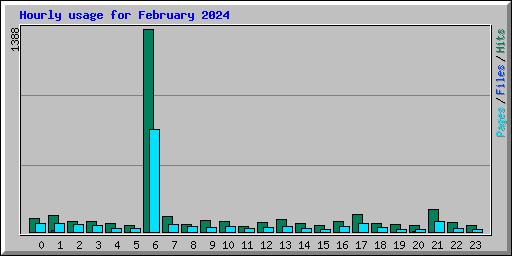 Hourly usage for February 2024
1388
Pages/Files/Hits
0 1 2 3 4 5 6 7 8 9 10 11 12 13 14 15 16 17 18 19 20 21 22 23